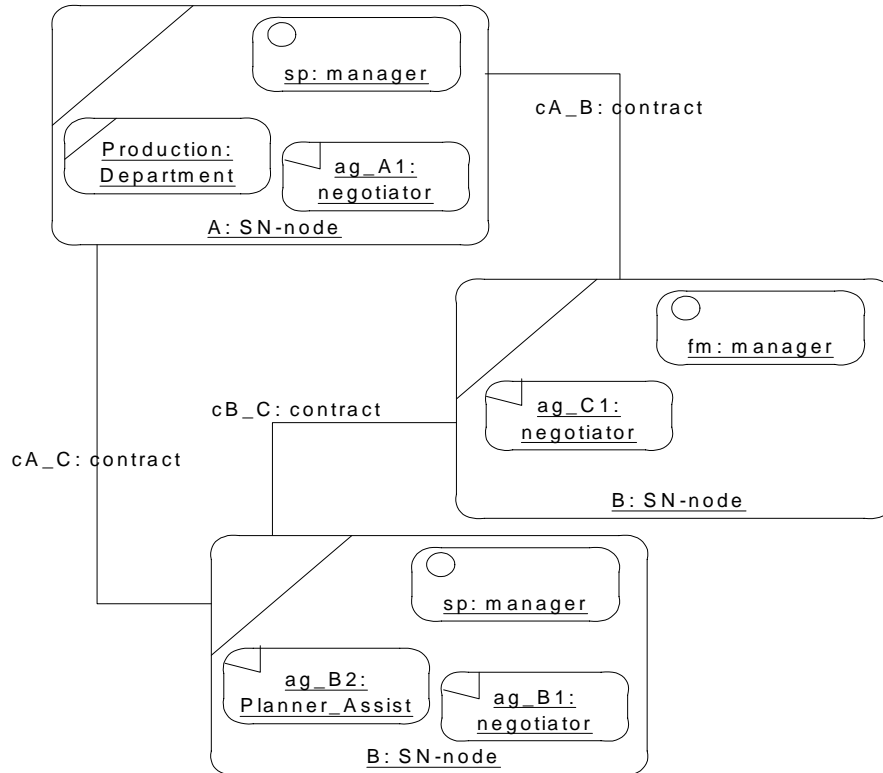 sp: manager
cA_B: contract
Production:
Department
ag_A1:
negotiator
A: SN-node
fm: manager
ag_C1:
negotiator
cB_C: contract
cA_C: contract
B: SN-node
sp: manager
ag_B2:
Planner_Assist
ag_B1:
negotiator
B: SN-node